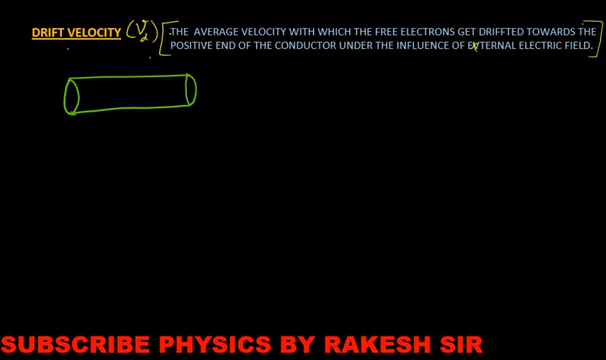 DRIFT VELOCITY (Vd) [THE AVERAGE VELOCITY WITH WHICH THE FREE ELECTRONS GET DRIFFTED TOWARDS THE
POSITIVE END OF THE CONDUCTOR UNDER THE INFLUENCE OF EXTERNAL ELECTRIC FIELD.]
SUBSCRIBE PHYSICS BY RAKESH SIR